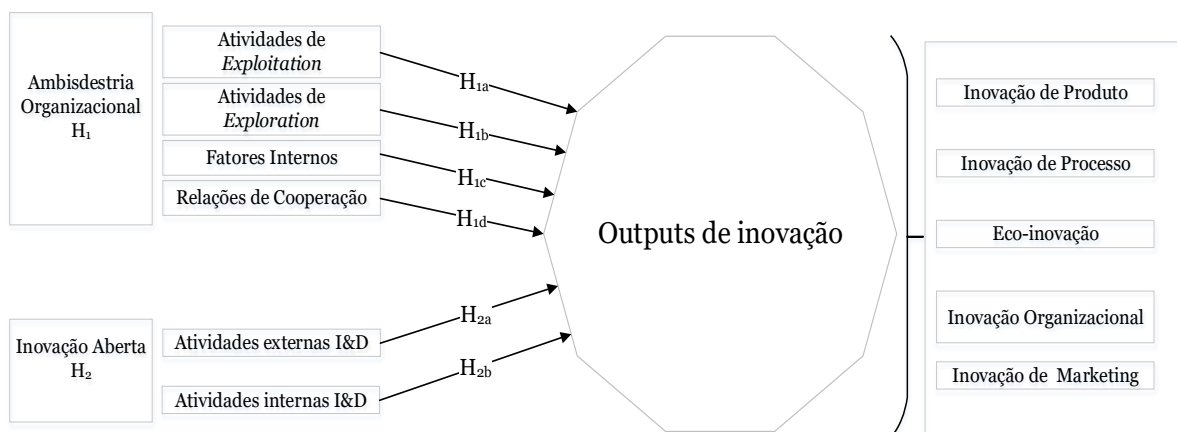 Ambisdestria
Organizacional
H₁
Atividades de
Exploitation
Atividades de
Exploration
Fatores Internos
Relações de Cooperação
H₁ₐ
H₁b
H₁c
H₁d
Inovação Aberta
H₂
Atividades externas I&D
Atividades internas I&D
H₂ₐ
H₂b
Outputs de inovação
Inovação de Produto
Inovação de Processo
Eco-inovação
Inovação Organizacional
Inovação de Marketing